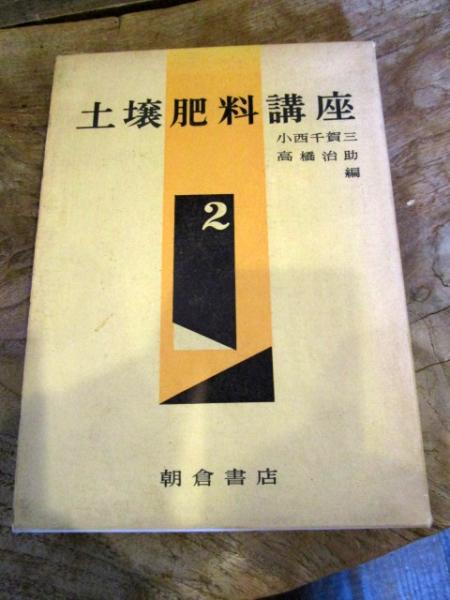 土壌肥料講座
小西千賀三
高橋治助
編
2
朝倉書店